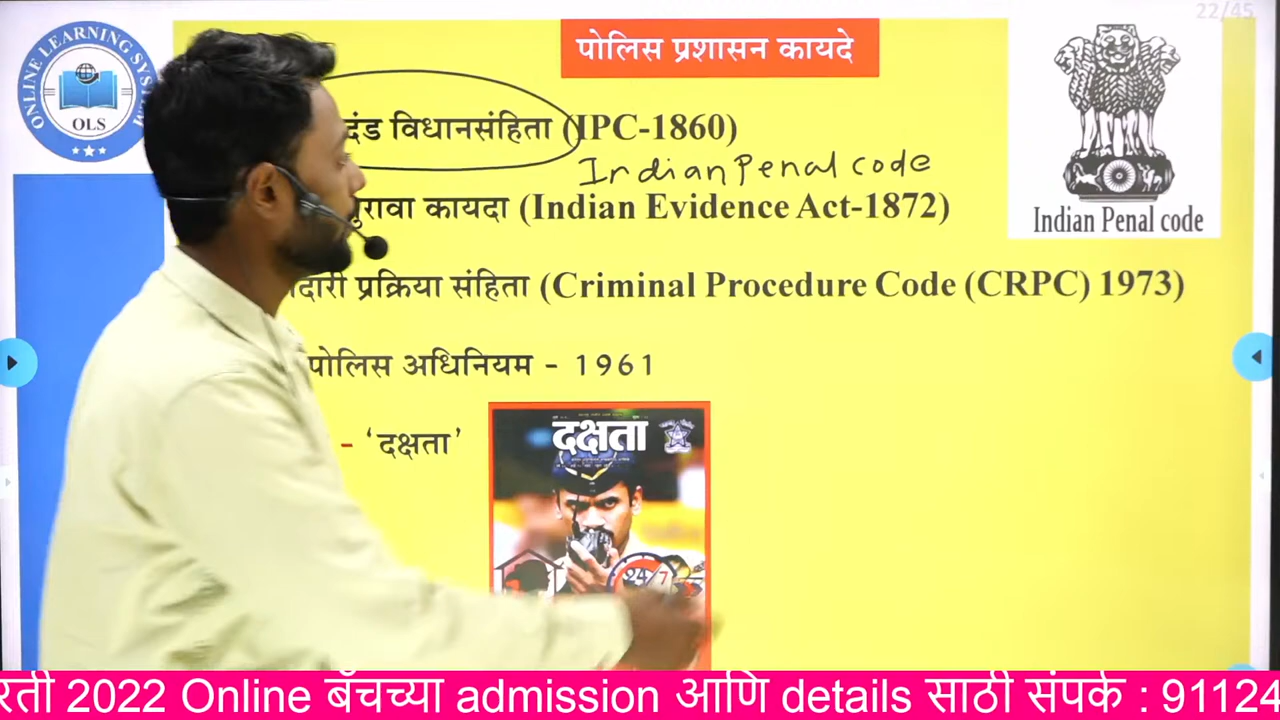 22/45
ONLINE LEARNING SYSTEM
OLS
पोलिस प्रशासन कायदे
दंड विधानसंहिता (IPC-1860)
Indian Penal code
कायदा (Indian Evidence Act-1872)
Indian Penal code
प्रक्रिया संहिता (Criminal Procedure Code (CRPC) 1973)
पोलिस अधिनियम - 1961
- ‘दक्षता’
दक्षता
24/7
2022 Online बॅचच्या admission आणि details साठी संपर्क : 91124